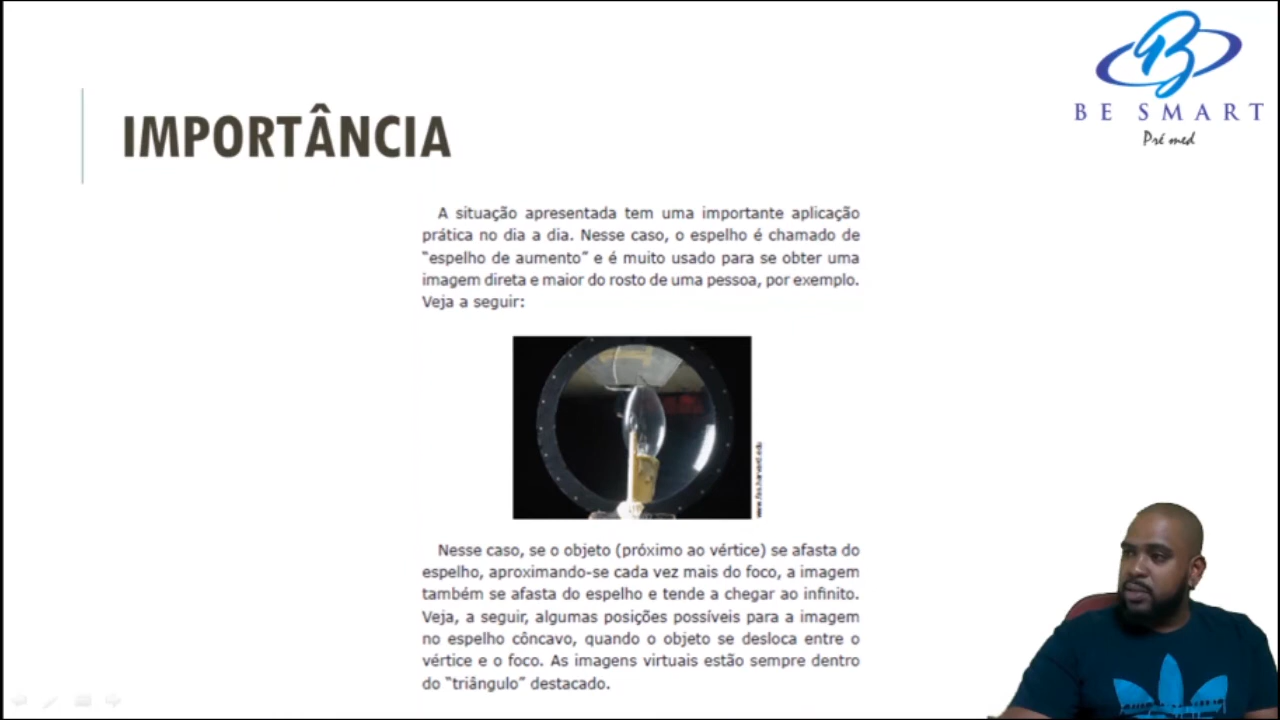 BE SMART
Pré med
IMPORTÂNCIA
A situação apresentada tem uma importante aplicação
prática no dia a dia. Nesse caso, o espelho é chamado de
“espelho de aumento” e é muito usado para se obter uma
imagem direta e maior do rosto de uma pessoa, por exemplo.
Veja a seguir:
www.fas.harvard.edu
Nesse caso, se o objeto (próximo ao vértice) se afasta do
espelho, aproximando-se cada vez mais do foco, a imagem
também se afasta do espelho e tende a chegar ao infinito.
Veja, a seguir, algumas posições possíveis para a imagem
no espelho côncavo, quando o objeto se desloca entre o
vértice e o foco. As imagens virtuais estão sempre dentro
do “triângulo” destacado.